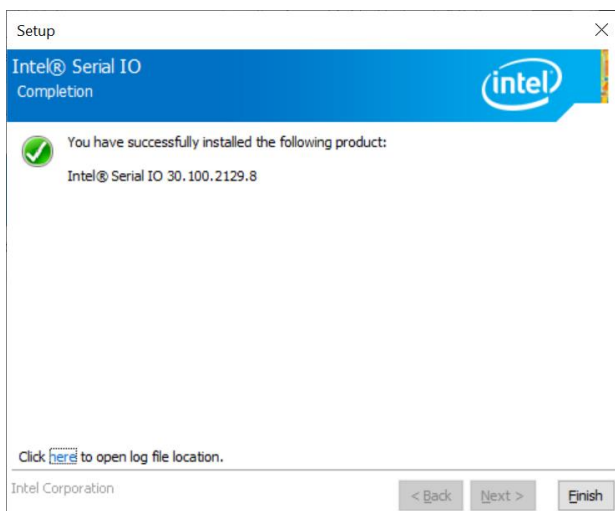 Setup
Intel® Serial IO
Completion
intel
You have successfully installed the following product:
Intel® Serial IO 30.100.2129.8
Click here to open log file location.
Intel Corporation
< Back Next > Finish